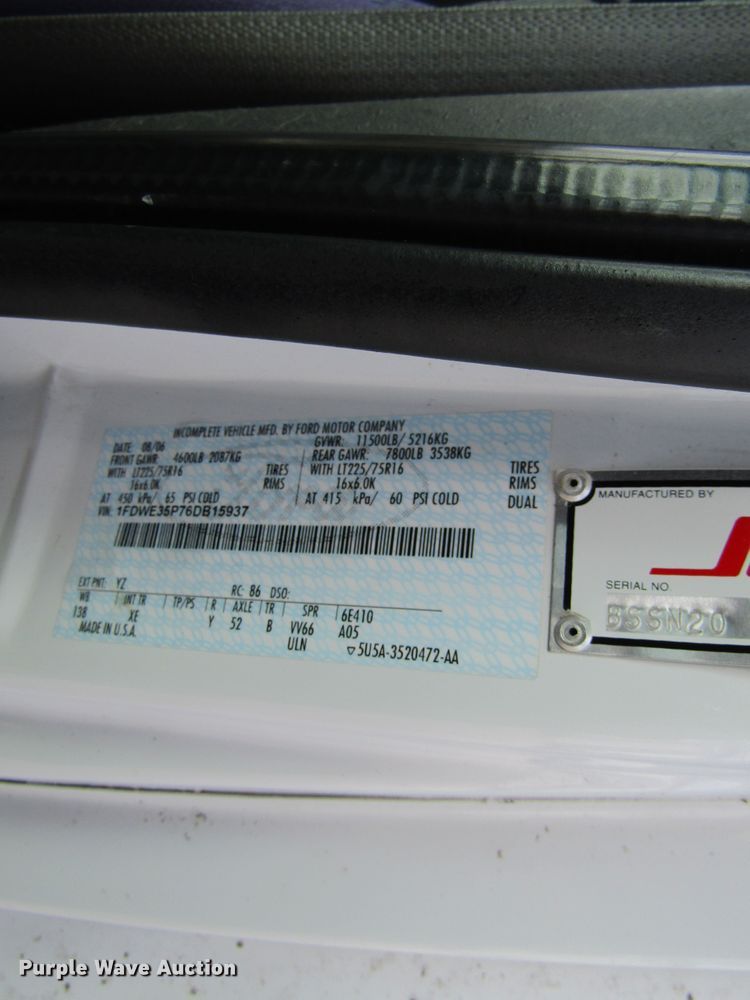 INCOMPLETE VEHICLE MFD. BY FORD MOTOR COMPANY
DATE: 08/06 GVWR: 11500LB/ 5216KG
FRONT GAWR: 4600LB 2087KG REAR GAWR: 7800LB 3538KG
WITH LT225/75R16 TIRES WITH LT225/75R16 TIRES
16x6.0K RIMS 16x6.0K RIMS
AT 450 kPa/ 65 PSI COLD AT 415 kPa/ 60 PSI COLD DUAL
VIN: 1FDWE35P76DB15937
EXT PNT: YZ RC: 86 DSO:
WB INT TR TP/PS R AXLE TR SPR 6E410
138 XE Y 52 B VV66 A05
MADE IN U.S.A. ULN ▽5U5A-3520472-AA
MANUFACTURED BY
SERIAL NO
BSSN20
Purple Wave Auction